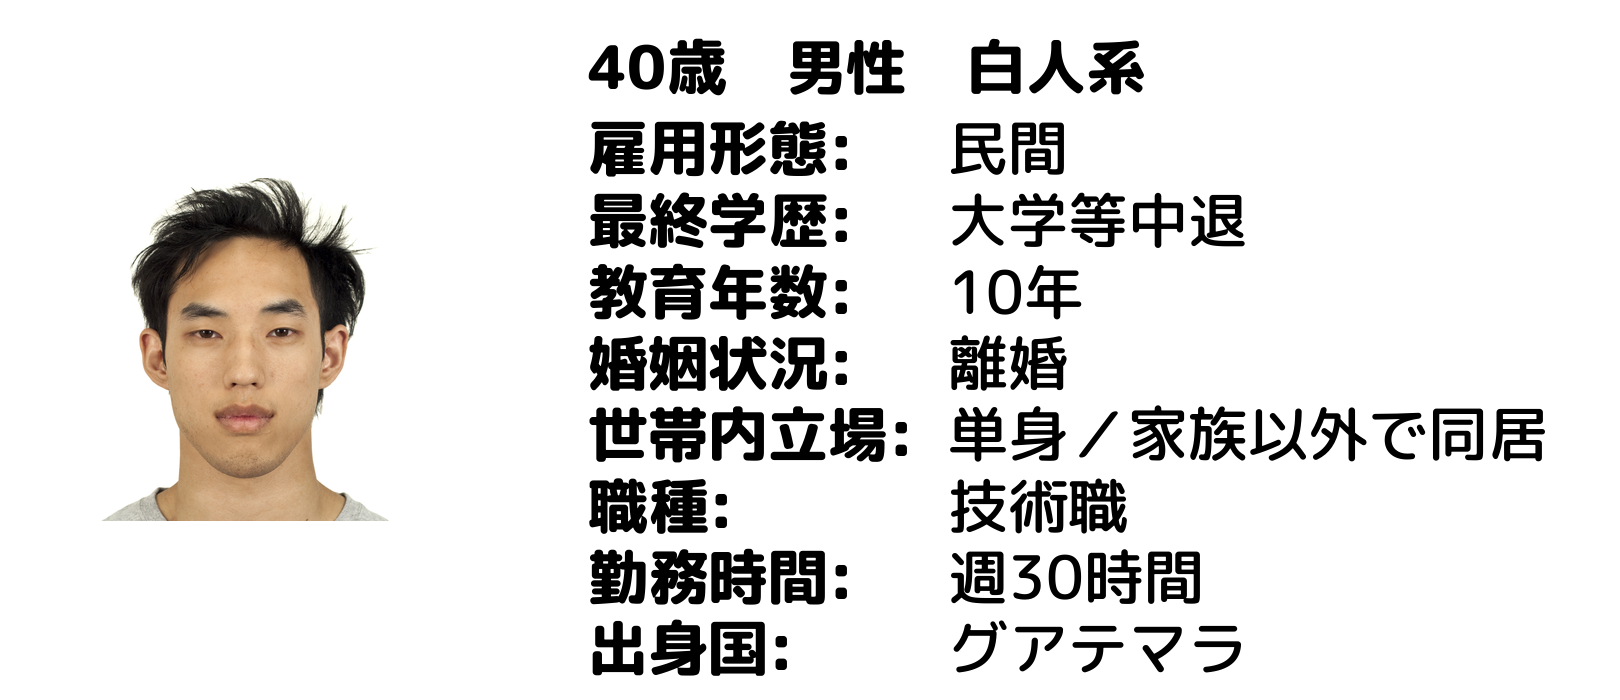 40歳　男性　白人系
雇用形態:　民間
最終学歴:　大学等中退
教育年数:　10年
婚姻状況:　離婚
世帯内立場:　単身／家族以外で同居
職種:　技術職
勤務時間:　週30時間
出身国:　グアテマラ